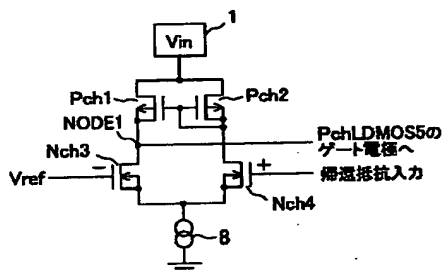 1
Vin
Pch1
Pch2
NODE1
PchLDMOS5の
ゲート電極へ
Nch3
Vref
−
+
帰還抵抗入力
Nch4
8